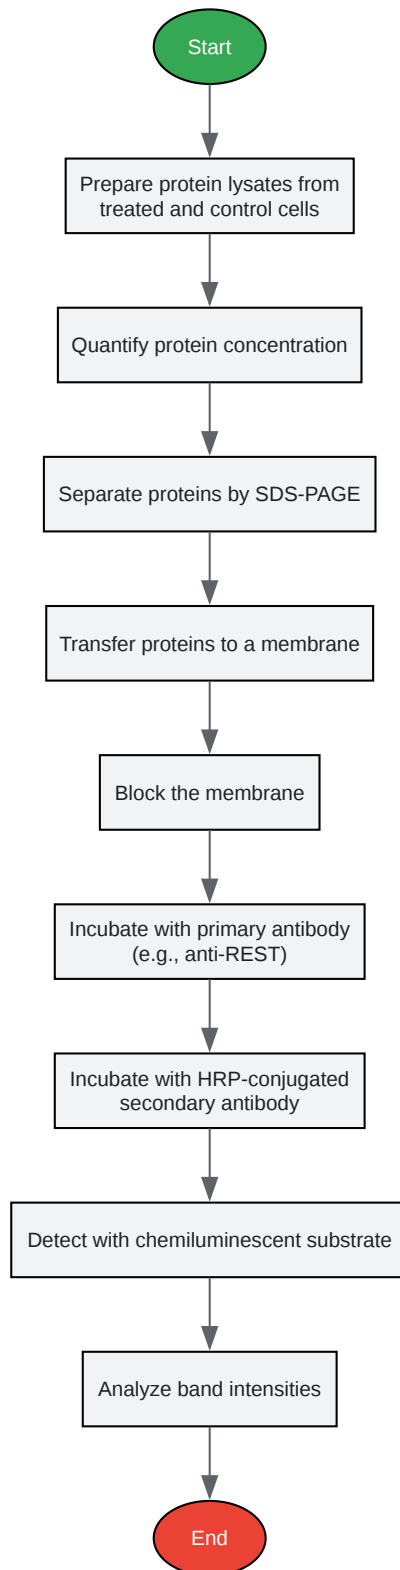 Start
Prepare protein lysates from
treated and control cells
Quantify protein concentration
Separate proteins by SDS-PAGE
Transfer proteins to a membrane
Block the membrane
Incubate with primary antibody
(e.g., anti-REST)
Incubate with HRP-conjugated
secondary antibody
Detect with chemiluminescent substrate
Analyze band intensities
End